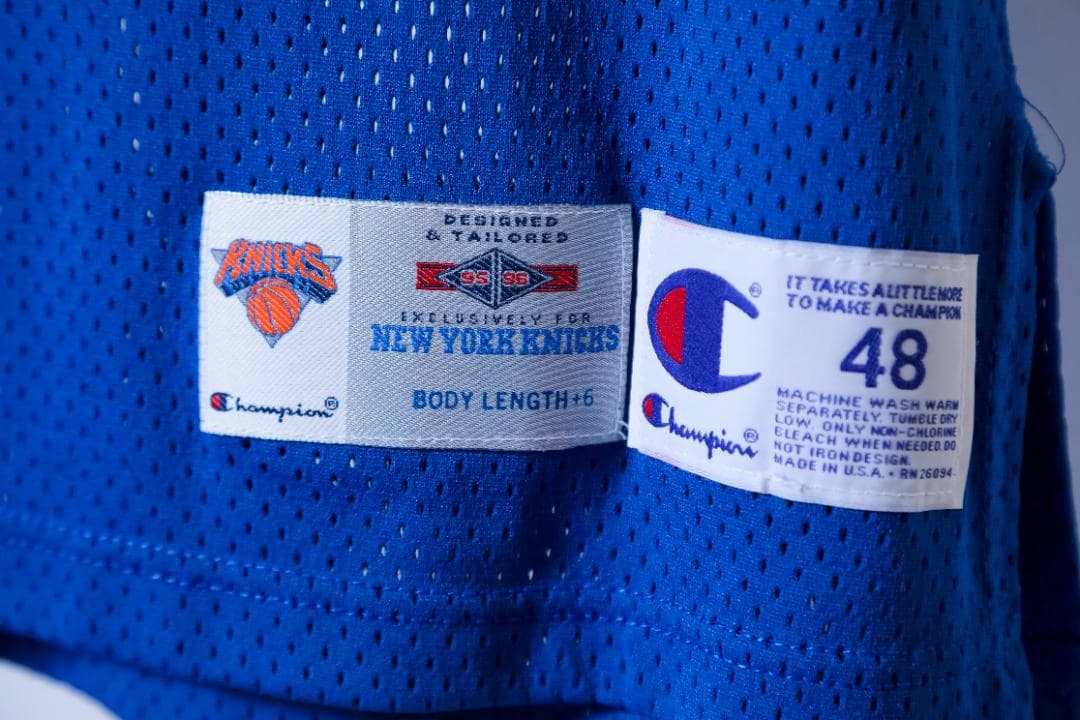 KNICKS
Champion®
DESIGNED
& TAILORED
95 96
EXCLUSIVELY FOR
NEW YORK KNICKS
BODY LENGTH+6
®
Champion®
IT TAKES A LITTLE MORE
TO MAKE A CHAMPION
48
MACHINE WASH WARM
SEPARATELY. TUMBLE DRY
LOW. ONLY NON-CHLORINE
BLEACH WHEN NEEDED. DO
NOT IRON DESIGN.
MADE IN U.S.A. • RN 26094